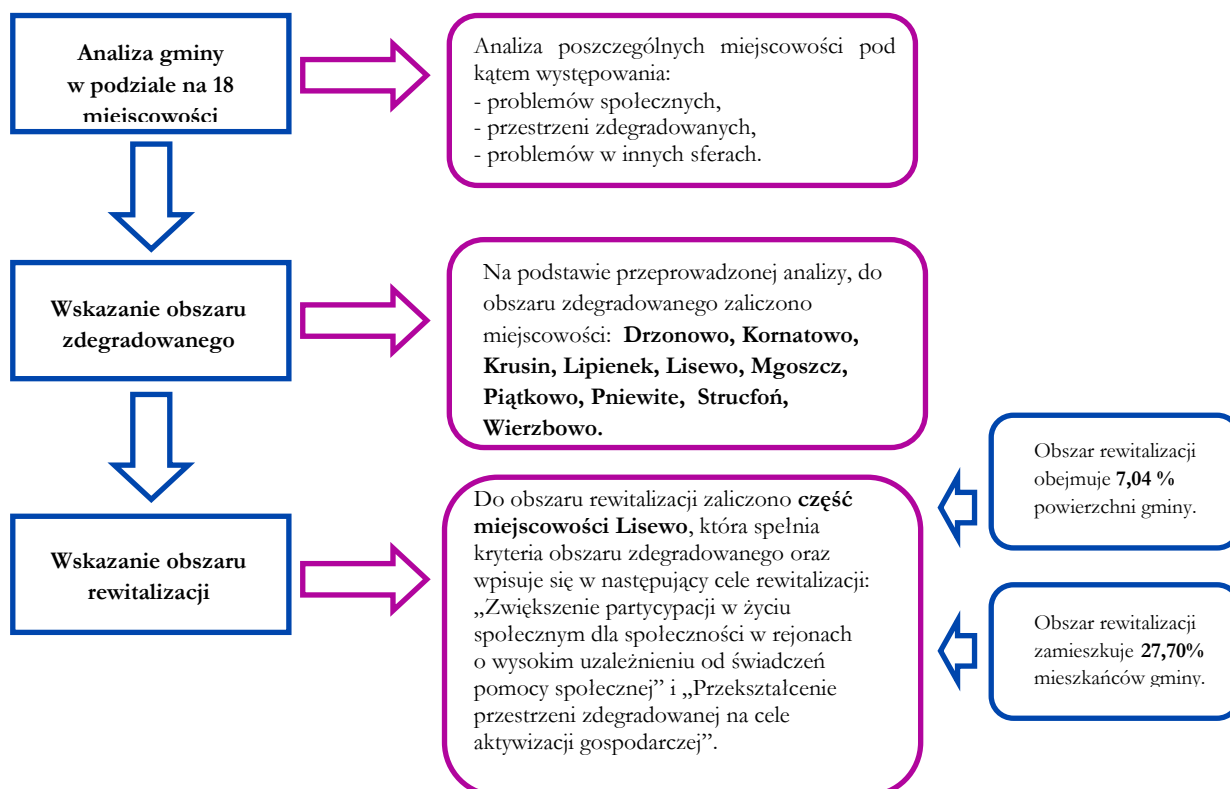 Analiza gminy
w podziale na 18
miejscowości
Analiza poszczególnych miejscowości pod
kątem występowania:
- problemów społecznych,
- przestrzeni zdegradowanych,
- problemów w innych sferach.
Wskazanie obszaru
zdegradowanego
Na podstawie przeprowadzonej analizy, do
obszaru zdegradowanego zaliczono
miejscowości: Drzonowo, Kornatowo,
Krusin, Lipienek, Lisewo, Mgoszcz,
Piątkowo, Pniewite, Strucfoń,
Wierzbowo.
Wskazanie obszaru
rewitalizacji
Do obszaru rewitalizacji zaliczono część
miejscowości Lisewo, która spełnia
kryteria obszaru zdegradowanego oraz
wpisuje się w następujący cele rewitalizacji:
„Zwiększenie partycypacji w życiu
społecznym dla społeczności w rejonach
o wysokim uzależnieniu od świadczeń
pomocy społecznej” i „Przekształcenie
przestrzeni zdegradowanej na cele
aktywizacji gospodarczej”.
Obszar rewitalizacji
obejmuje 7,04 %
powierzchni gminy.
Obszar rewitalizacji
zamieszkuje 27,70%
mieszkańców gminy.